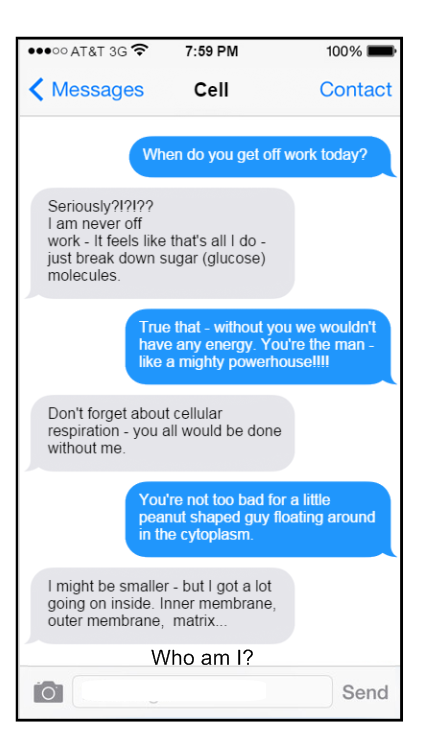 AT&T 3G 7:59 PM 100%
Messages Cell Contact
When do you get off work today?
Seriously?!?!??
I am never off
work - It feels like that's all I do -
just break down sugar (glucose)
molecules.
True that - without you we wouldn't
have any energy. You're the man -
like a mighty powerhouse!!!!
Don't forget about cellular
respiration - you all would be done
without me.
You're not too bad for a little
peanut shaped guy floating around
in the cytoplasm.
I might be smaller - but I got a lot
going on inside. Inner membrane,
outer membrane,  matrix...
Who am I?
Send